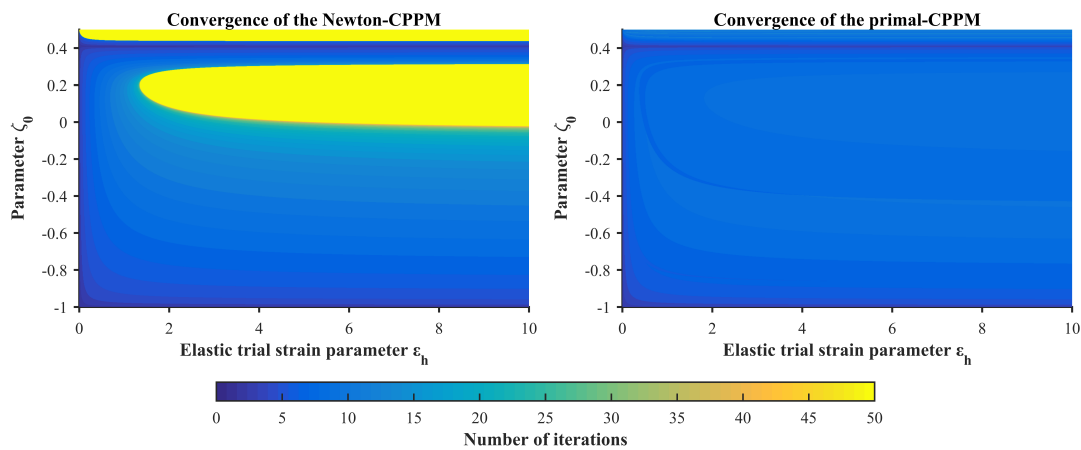 Convergence of the Newton-CPPM
Convergence of the primal-CPPM
0.4
0.2
0
-0.2
-0.4
-0.6
-0.8
-1
Parameter ζ0
0 2 4 6 8 10
Elastic trial strain parameter εh
0.4
0.2
0
-0.2
-0.4
-0.6
-0.8
-1
Parameter ζ0
0 2 4 6 8 10
Elastic trial strain parameter εh
0 5 10 15 20 25 30 35 40 45 50
Number of iterations